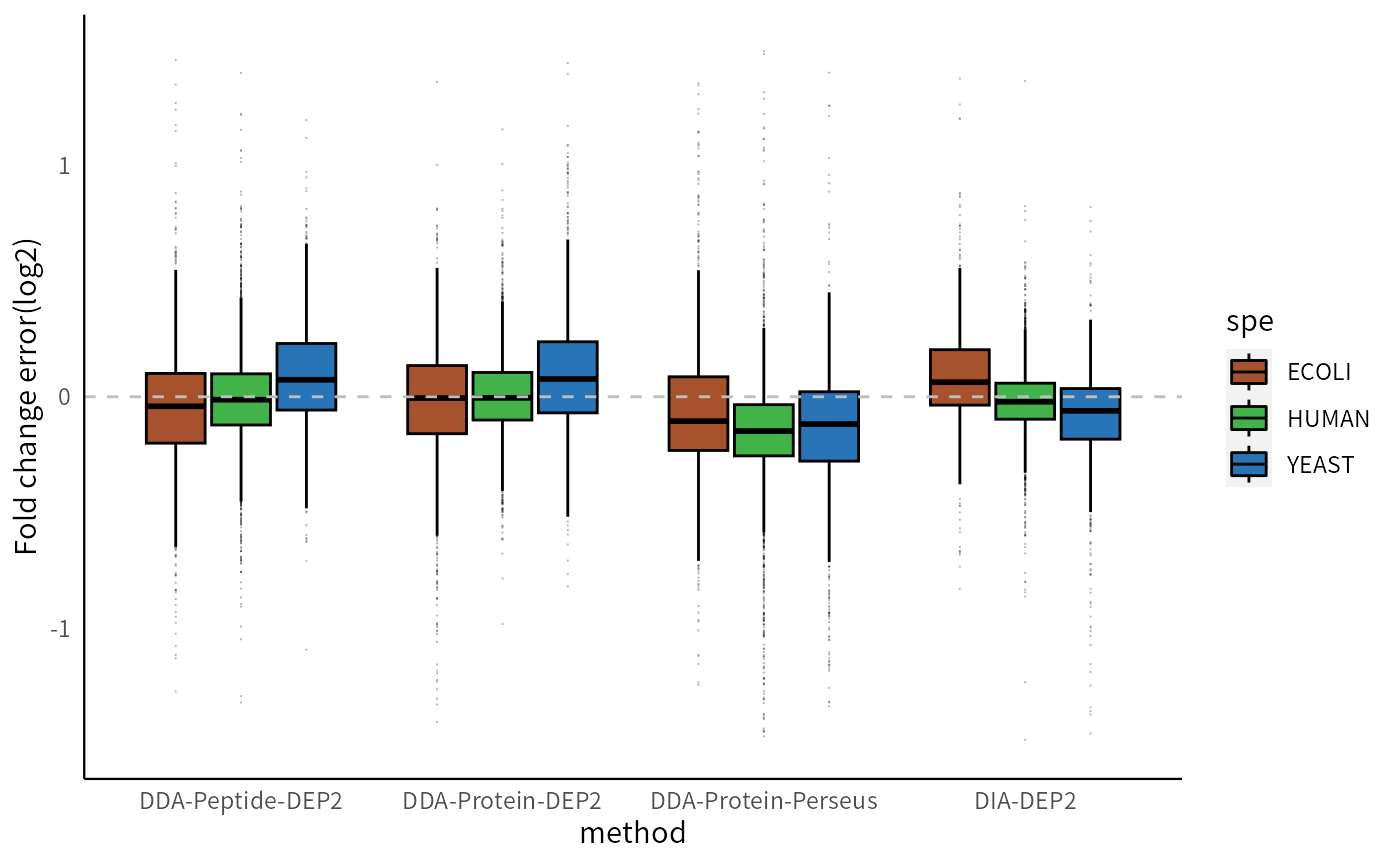 Fold change error(log2)
1
0
-1
DDA-Peptide-DEP2
DDA-Protein-DEP2
DDA-Protein-Perseus
DIA-DEP2
method
spe
ECOLI
HUMAN
YEAST